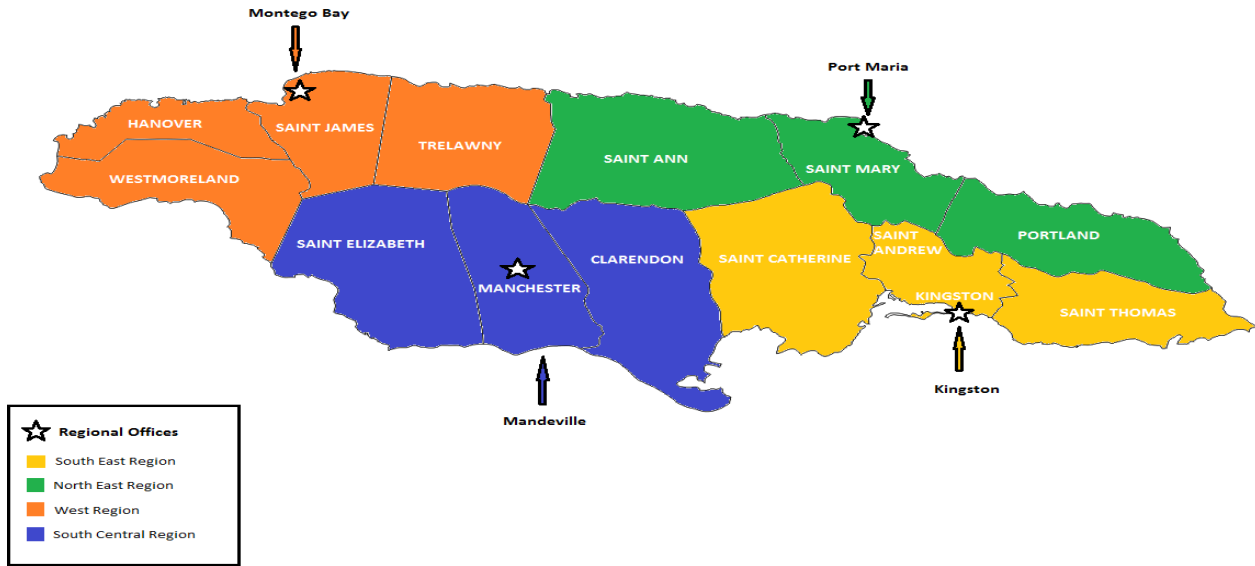 Montego Bay
Port Maria
HANOVER
SAINT JAMES
TRELAWNY
SAINT ANN
SAINT MARY
WESTMORELAND
SAINT ELIZABETH
MANCHESTER
CLARENDON
SAINT CATHERINE
SAINT
ANDREW
PORTLAND
KINGSTON
SAINT THOMAS
Kingston
Mandeville
Regional Offices
South East Region
North East Region
West Region
South Central Region